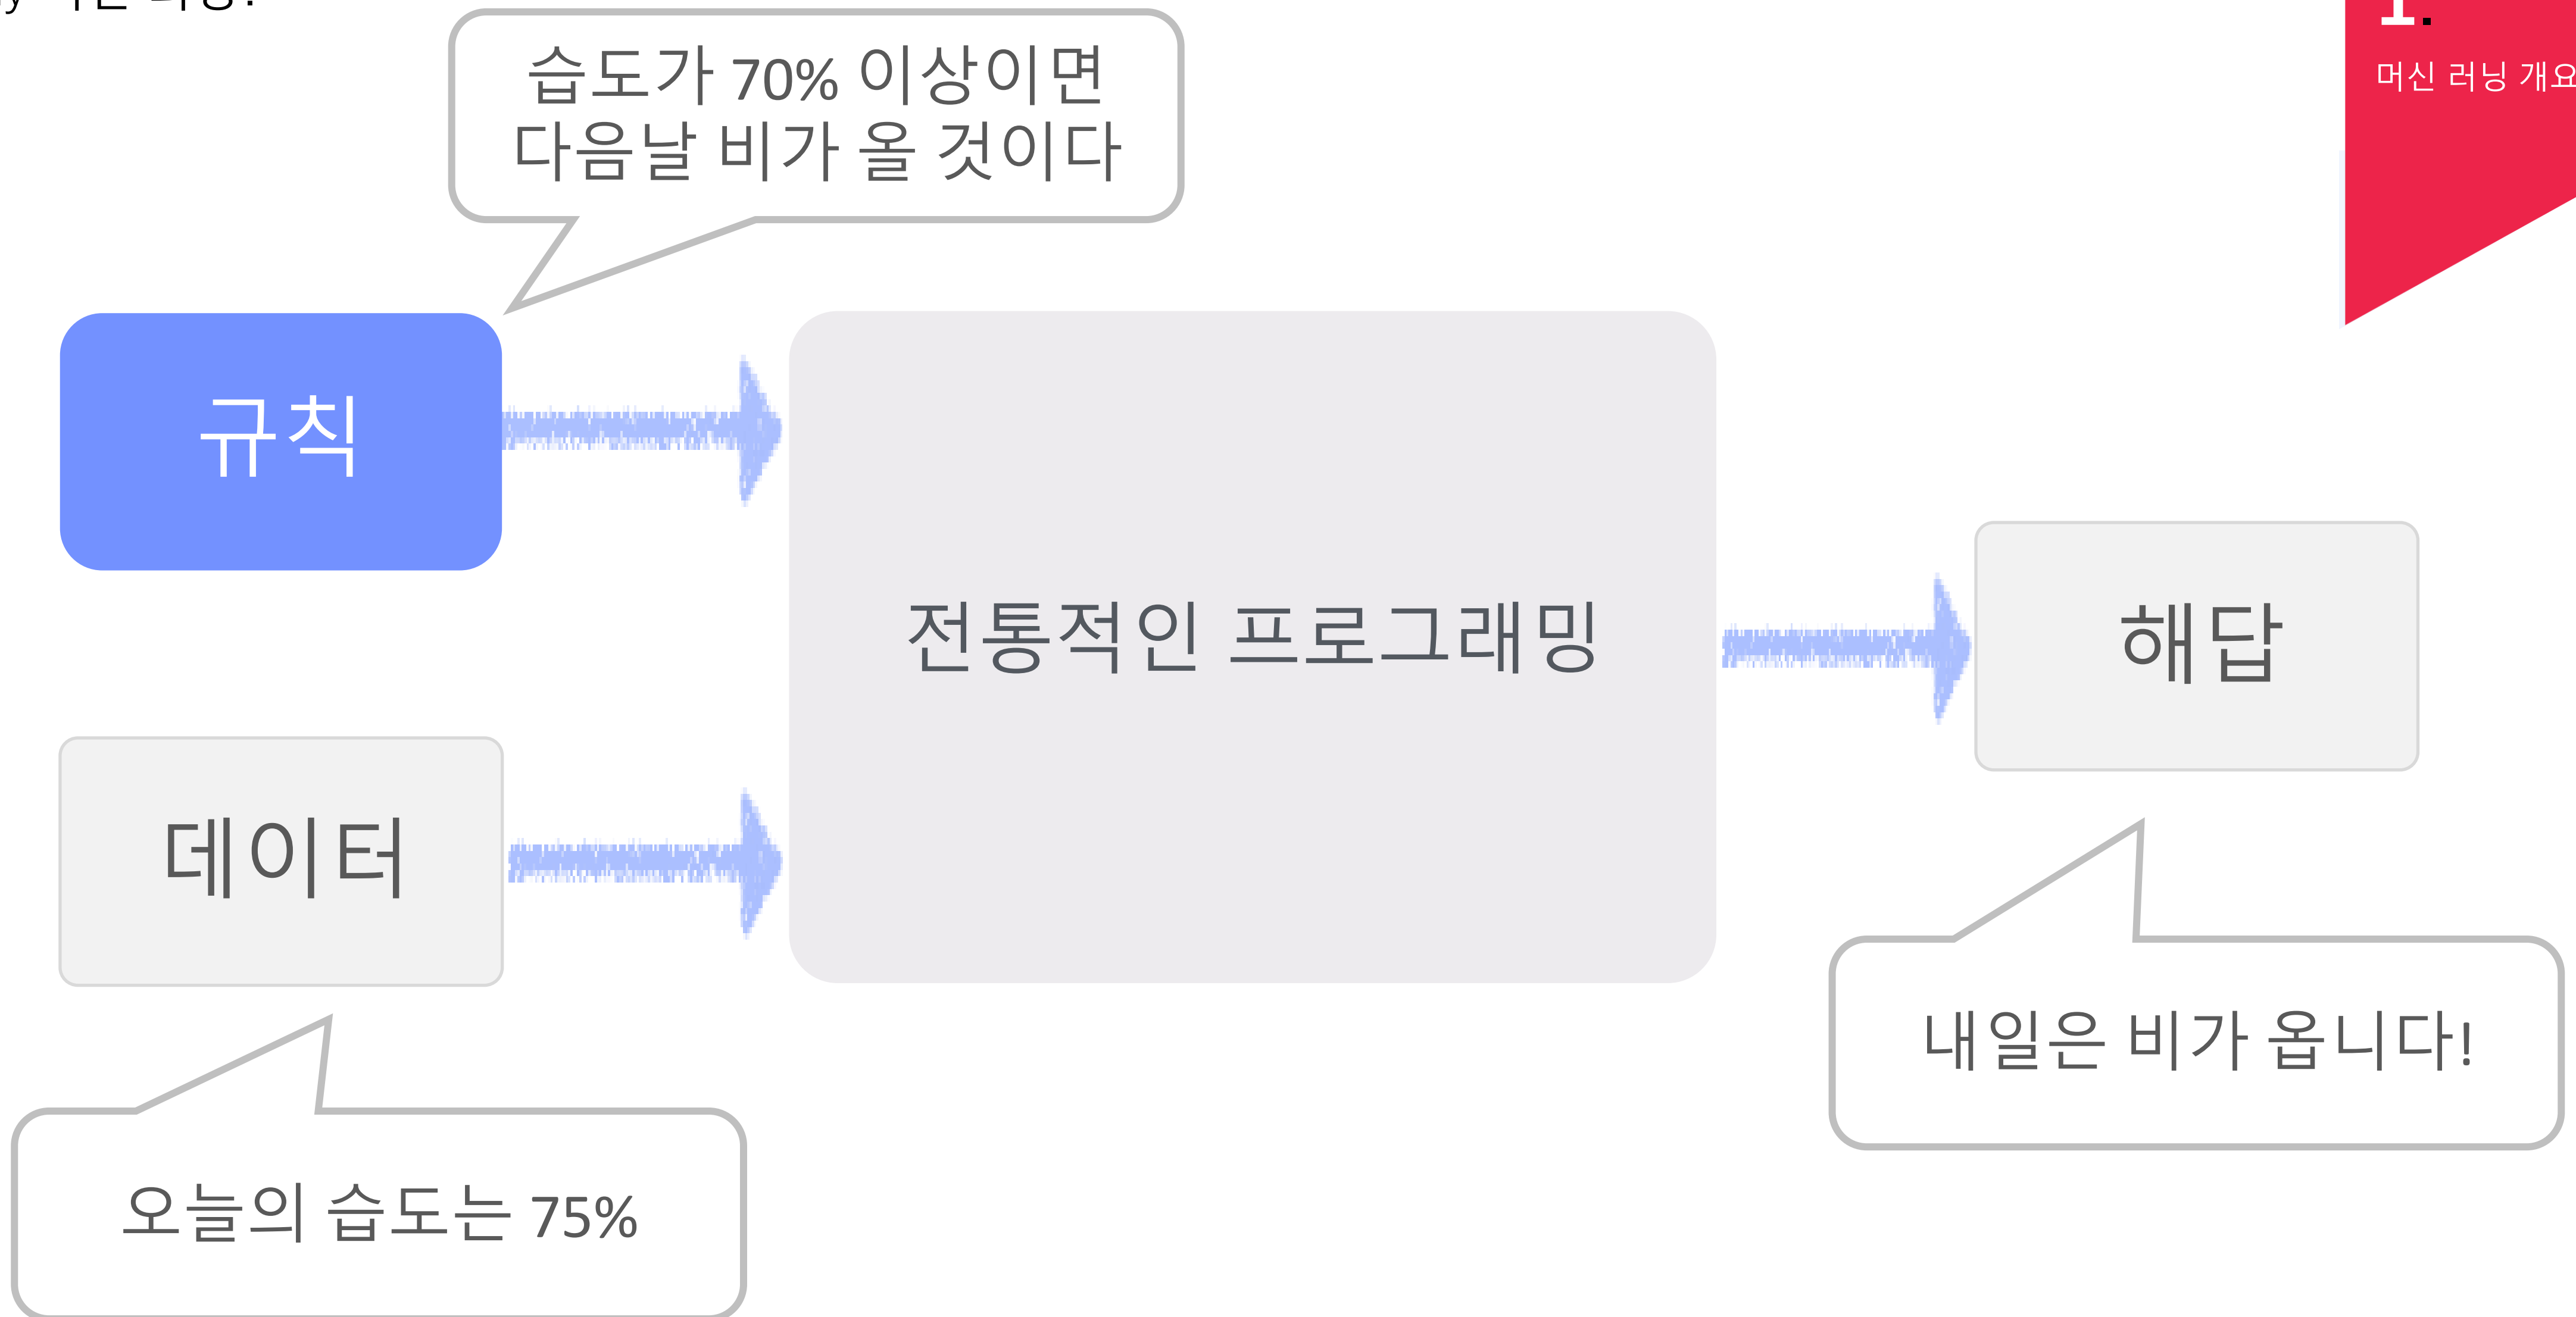 1.
머신 러닝 개요
습도가 70% 이상이면
다음날 비가 올 것이다
규칙
전통적인 프로그래밍
해답
데이터
내일은 비가 옵니다!
오늘의 습도는 75%